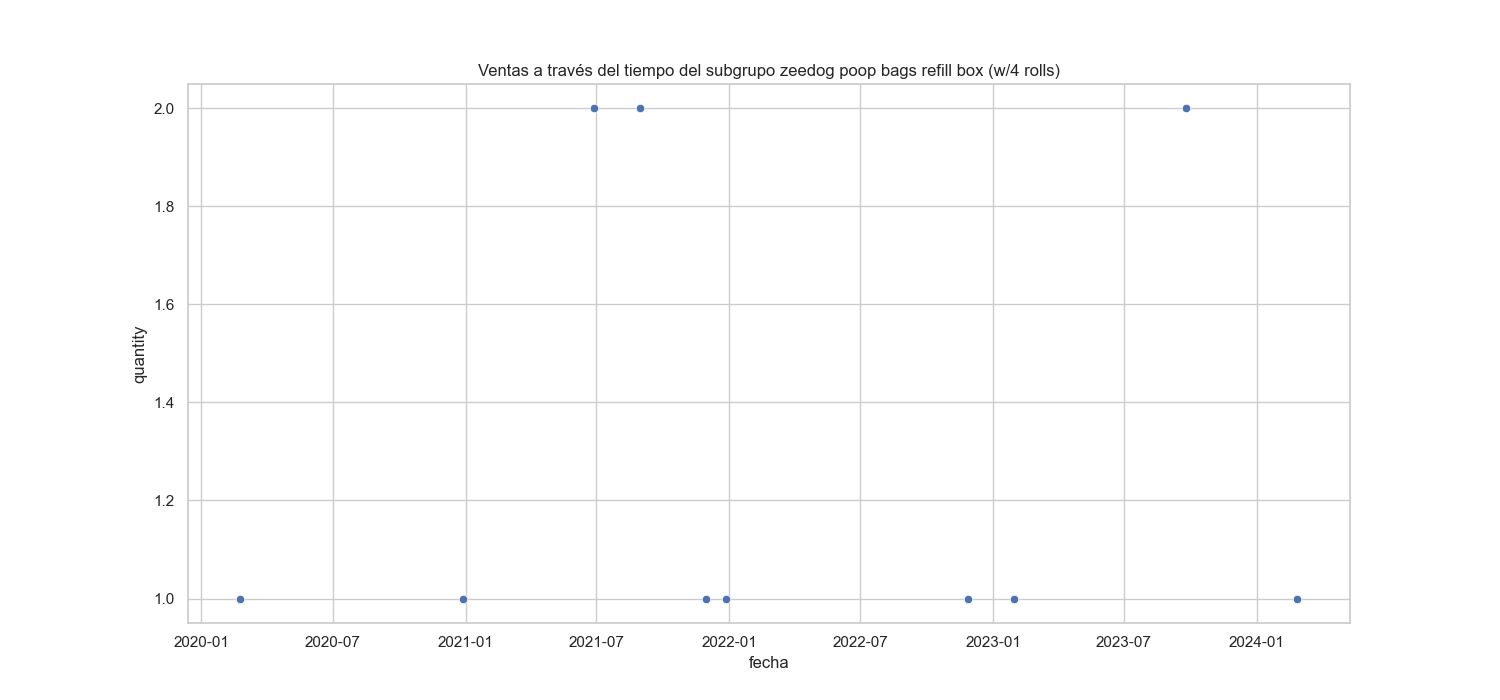 Ventas a través del tiempo del subgrupo zeedog poop bags refill box (w/4 rolls)
2.0
1.8
1.6
1.4
1.2
1.0
quantity
2020-01 2020-07 2021-01 2021-07 2022-01 2022-07 2023-01 2023-07 2024-01
fecha